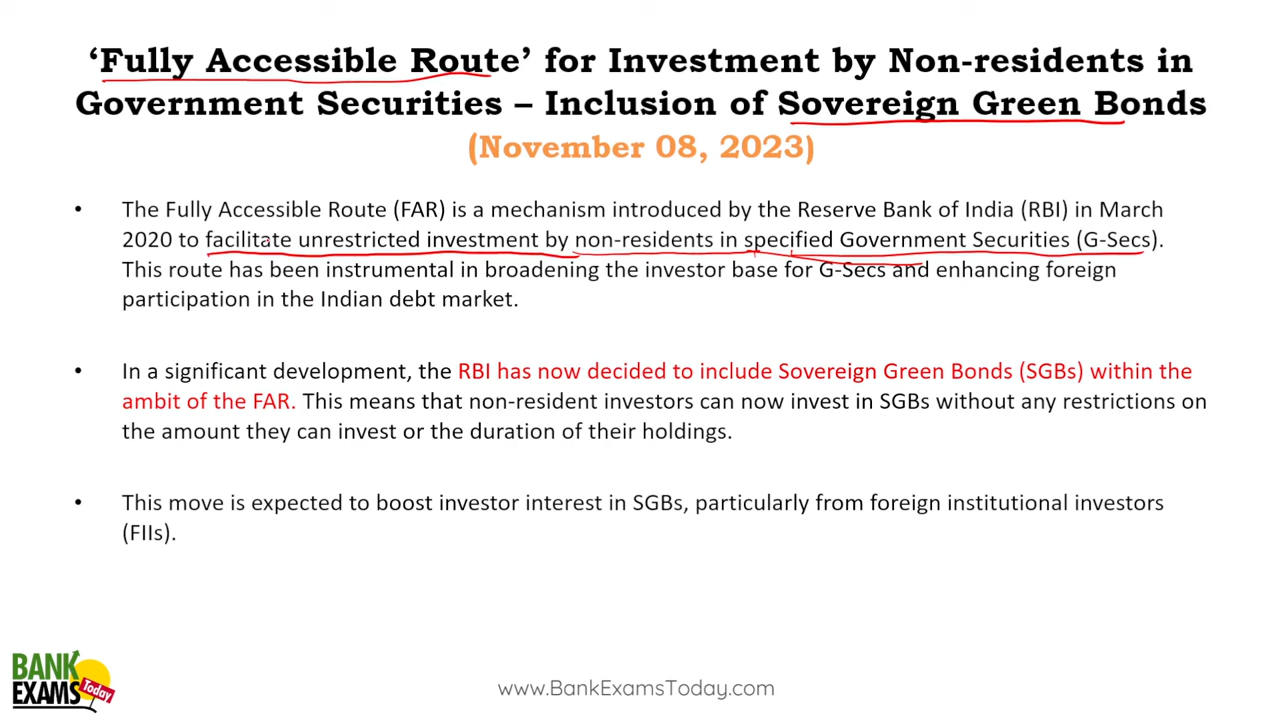 ‘Fully Accessible Route’ for Investment by Non-residents in
Government Securities – Inclusion of Sovereign Green Bonds
(November 08, 2023)
• The Fully Accessible Route (FAR) is a mechanism introduced by the Reserve Bank of India (RBI) in March
2020 to facilitate unrestricted investment by non-residents in specified Government Securities (G-Secs).
This route has been instrumental in broadening the investor base for G-Secs and enhancing foreign
participation in the Indian debt market.
• In a significant development, the RBI has now decided to include Sovereign Green Bonds (SGBs) within the
ambit of the FAR. This means that non-resident investors can now invest in SGBs without any restrictions on
the amount they can invest or the duration of their holdings.
• This move is expected to boost investor interest in SGBs, particularly from foreign institutional investors
(FIIs).
BANK
EXAMS Today
www.BankExamsToday.com